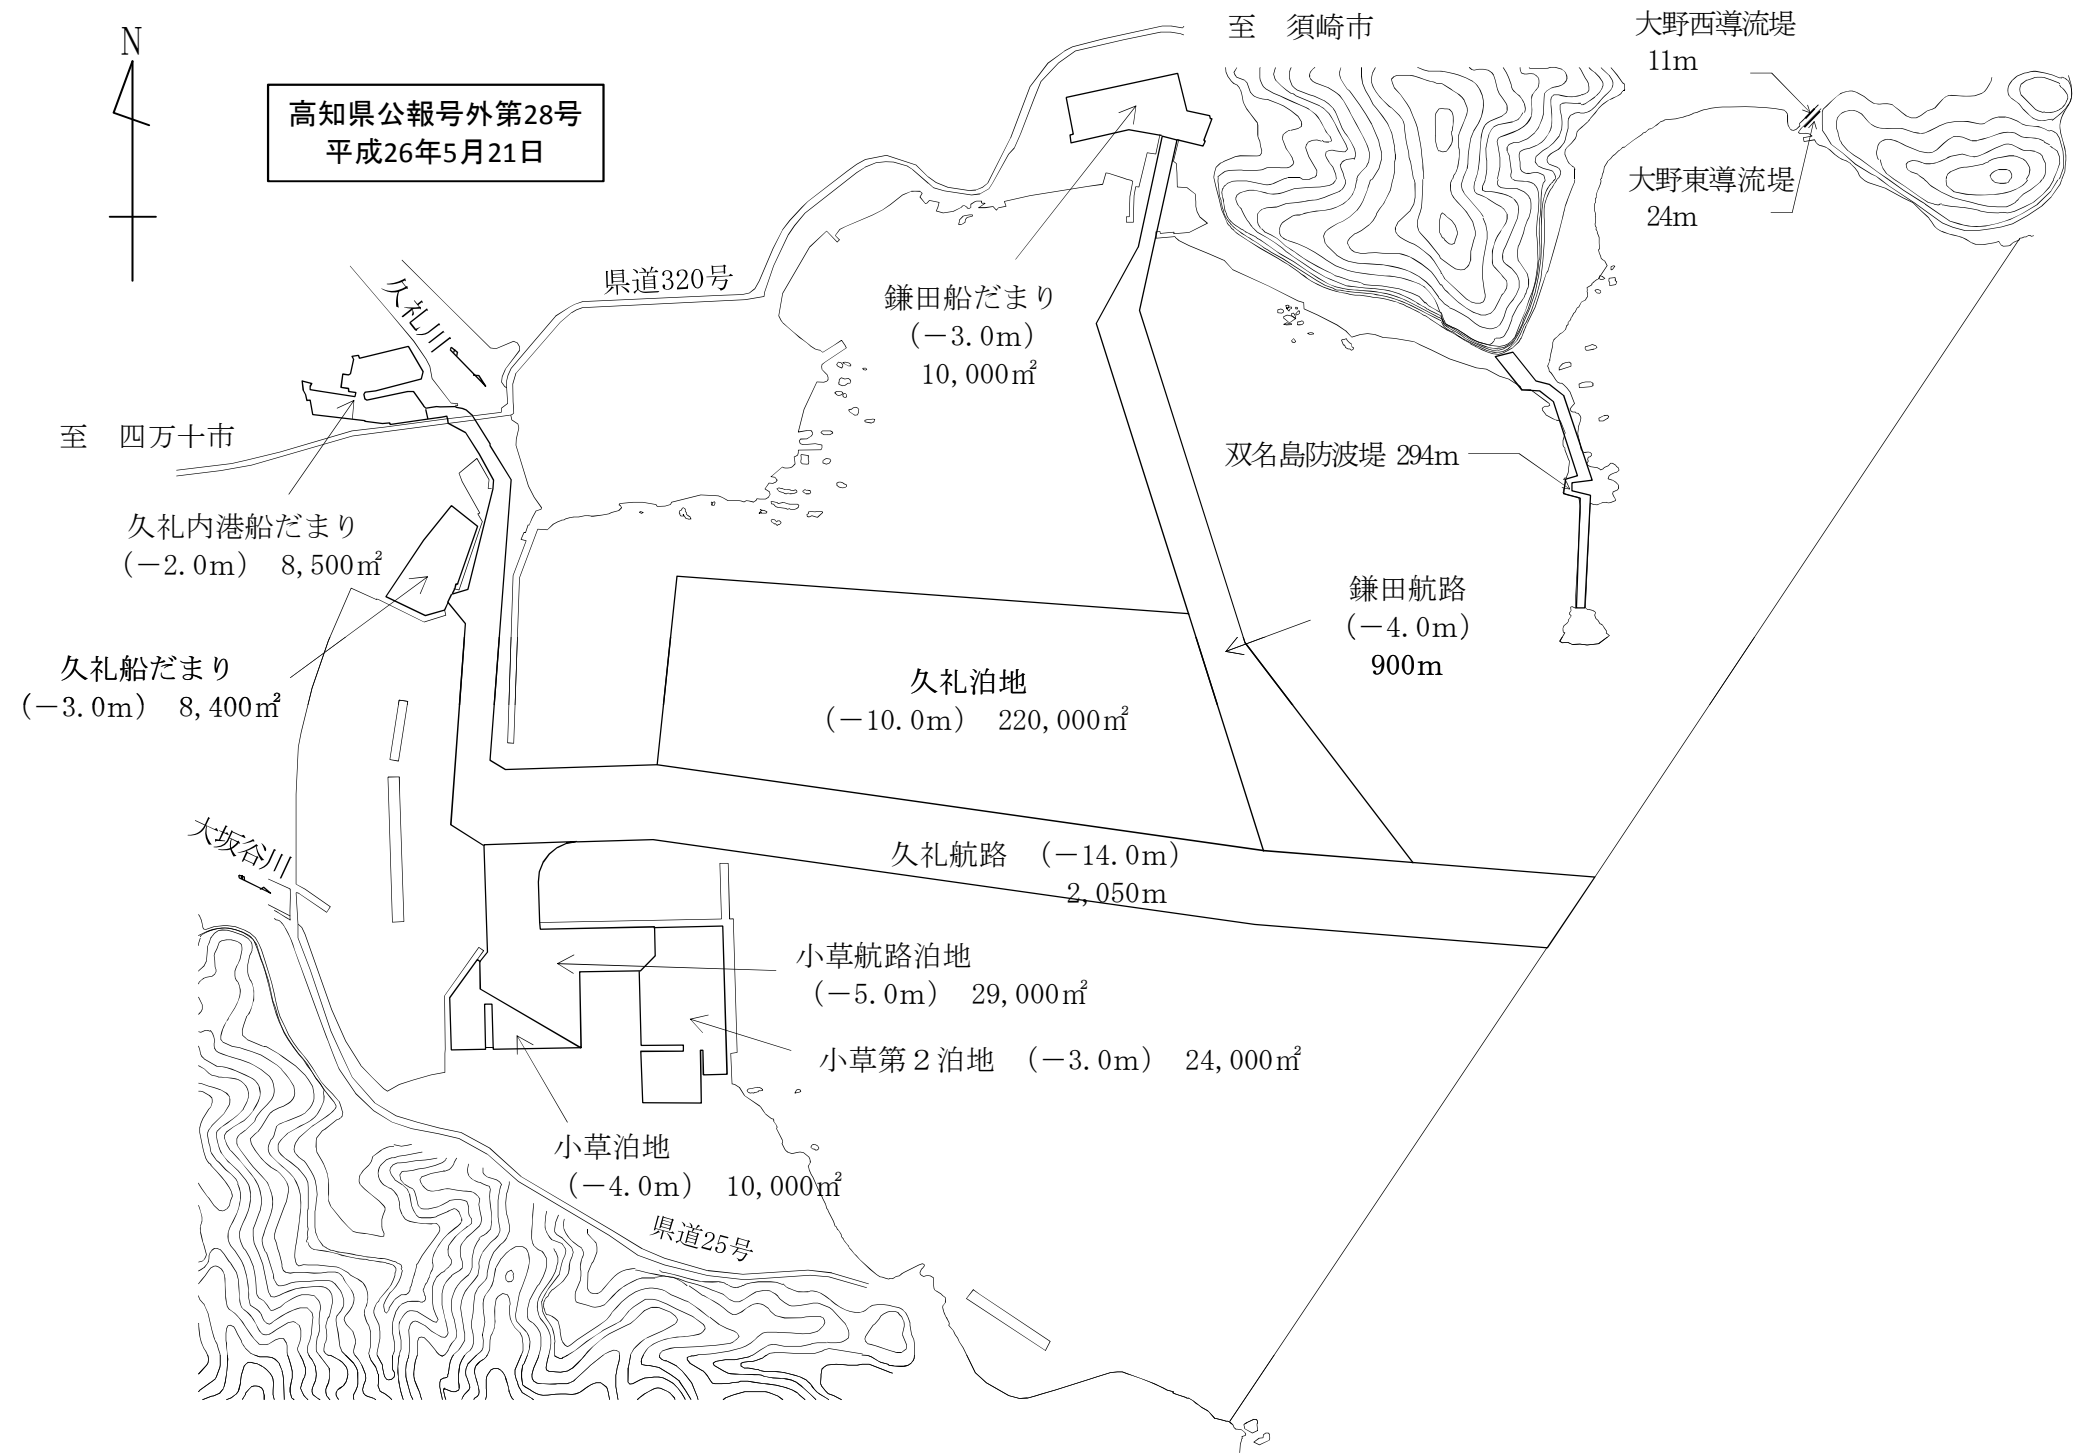 N
至　須崎市
大野西導流堤
11m
高知県公報号外第28号
平成26年5月21日
大野東導流堤
24m
久礼川
県道320号
鎌田船だまり
(−3.0m)
10,000㎡
至　四万十市
双名島防波堤 294m
久礼内港船だまり
(−2.0m)　8,500㎡
鎌田航路
(−4.0m)
900m
久礼船だまり
(−3.0m)　8,400㎡
久礼泊地
(−10.0m)　220,000㎡
大坂谷川
久礼航路　(−14.0m)
2,050m
小草航路泊地
(−5.0m)　29,000㎡
小草第２泊地　(−3.0m)　24,000㎡
小草泊地
(−4.0m)　10,000㎡
県道25号